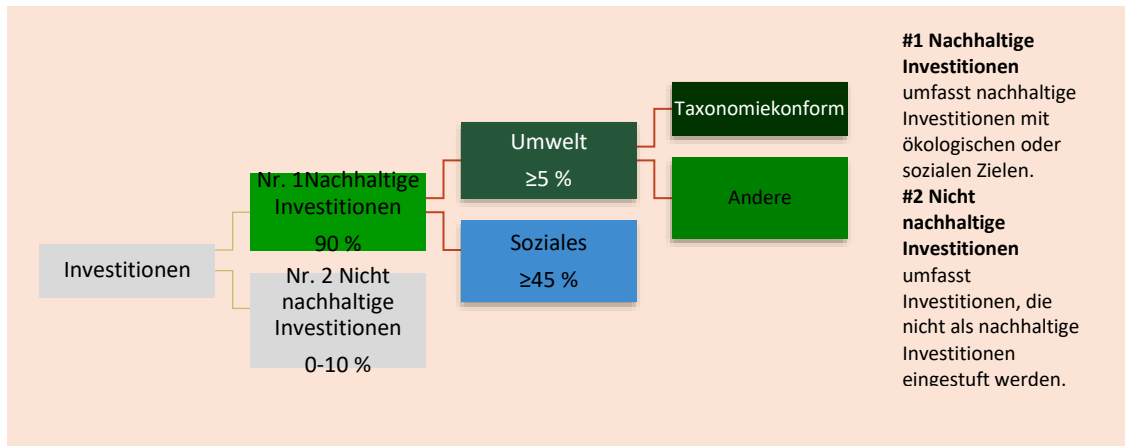 Investitionen
Nr. 1Nachhaltige
Investitionen
90 %
Nr. 2 Nicht
nachhaltige
Investitionen
0-10 %
Umwelt
≥5 %
Soziales
≥45 %
Taxonomiekonform
Andere
#1 Nachhaltige
Investitionen
umfasst nachhaltige
Investitionen mit
ökologischen oder
sozialen Zielen.
#2 Nicht
nachhaltige
Investitionen
umfasst
Investitionen, die
nicht als nachhaltige
Investitionen
eingestuft werden.